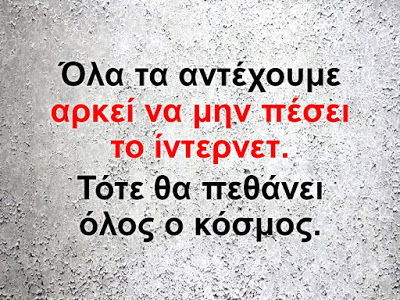 Όλα τα αντέχουμε
αρκεί να μην πέσει
το ίντερνετ.
Τότε θα πεθάνει
όλος ο κόσμος.